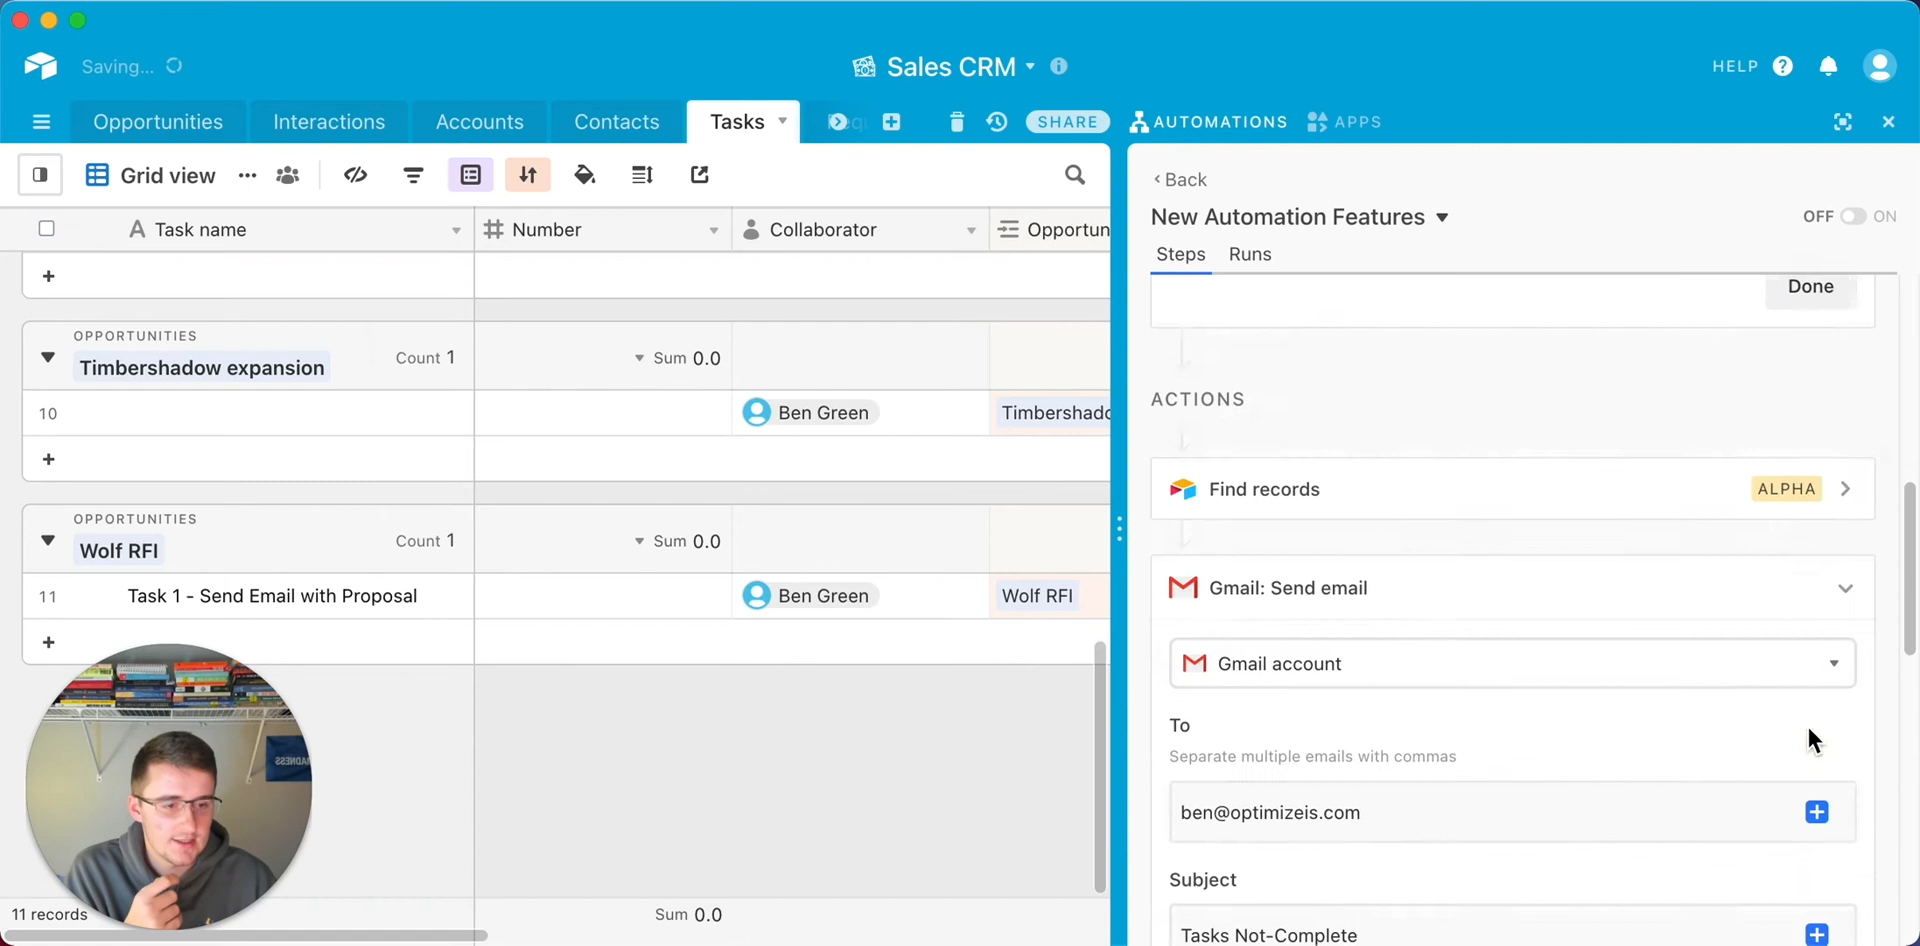 Saving...
Sales CRM
HELP
Opportunities
Interactions
Accounts
Contacts
Tasks
SHARE
AUTOMATIONS
APPS
Grid view
Task name
Number
Collaborator
Opportun
OPPORTUNITIES
Timbershadow expansion
Count 1
Sum 0.0
10
Ben Green
Timbershado
OPPORTUNITIES
Wolf RFI
Count 1
Sum 0.0
11
Task 1 - Send Email with Proposal
Ben Green
Wolf RFI
11 records
Sum 0.0
Back
New Automation Features
OFF
ON
Steps
Runs
Done
ACTIONS
Find records
ALPHA
Gmail: Send email
Gmail account
To
Separate multiple emails with commas
ben@optimizeis.com
Subject
Tasks Not-Complete